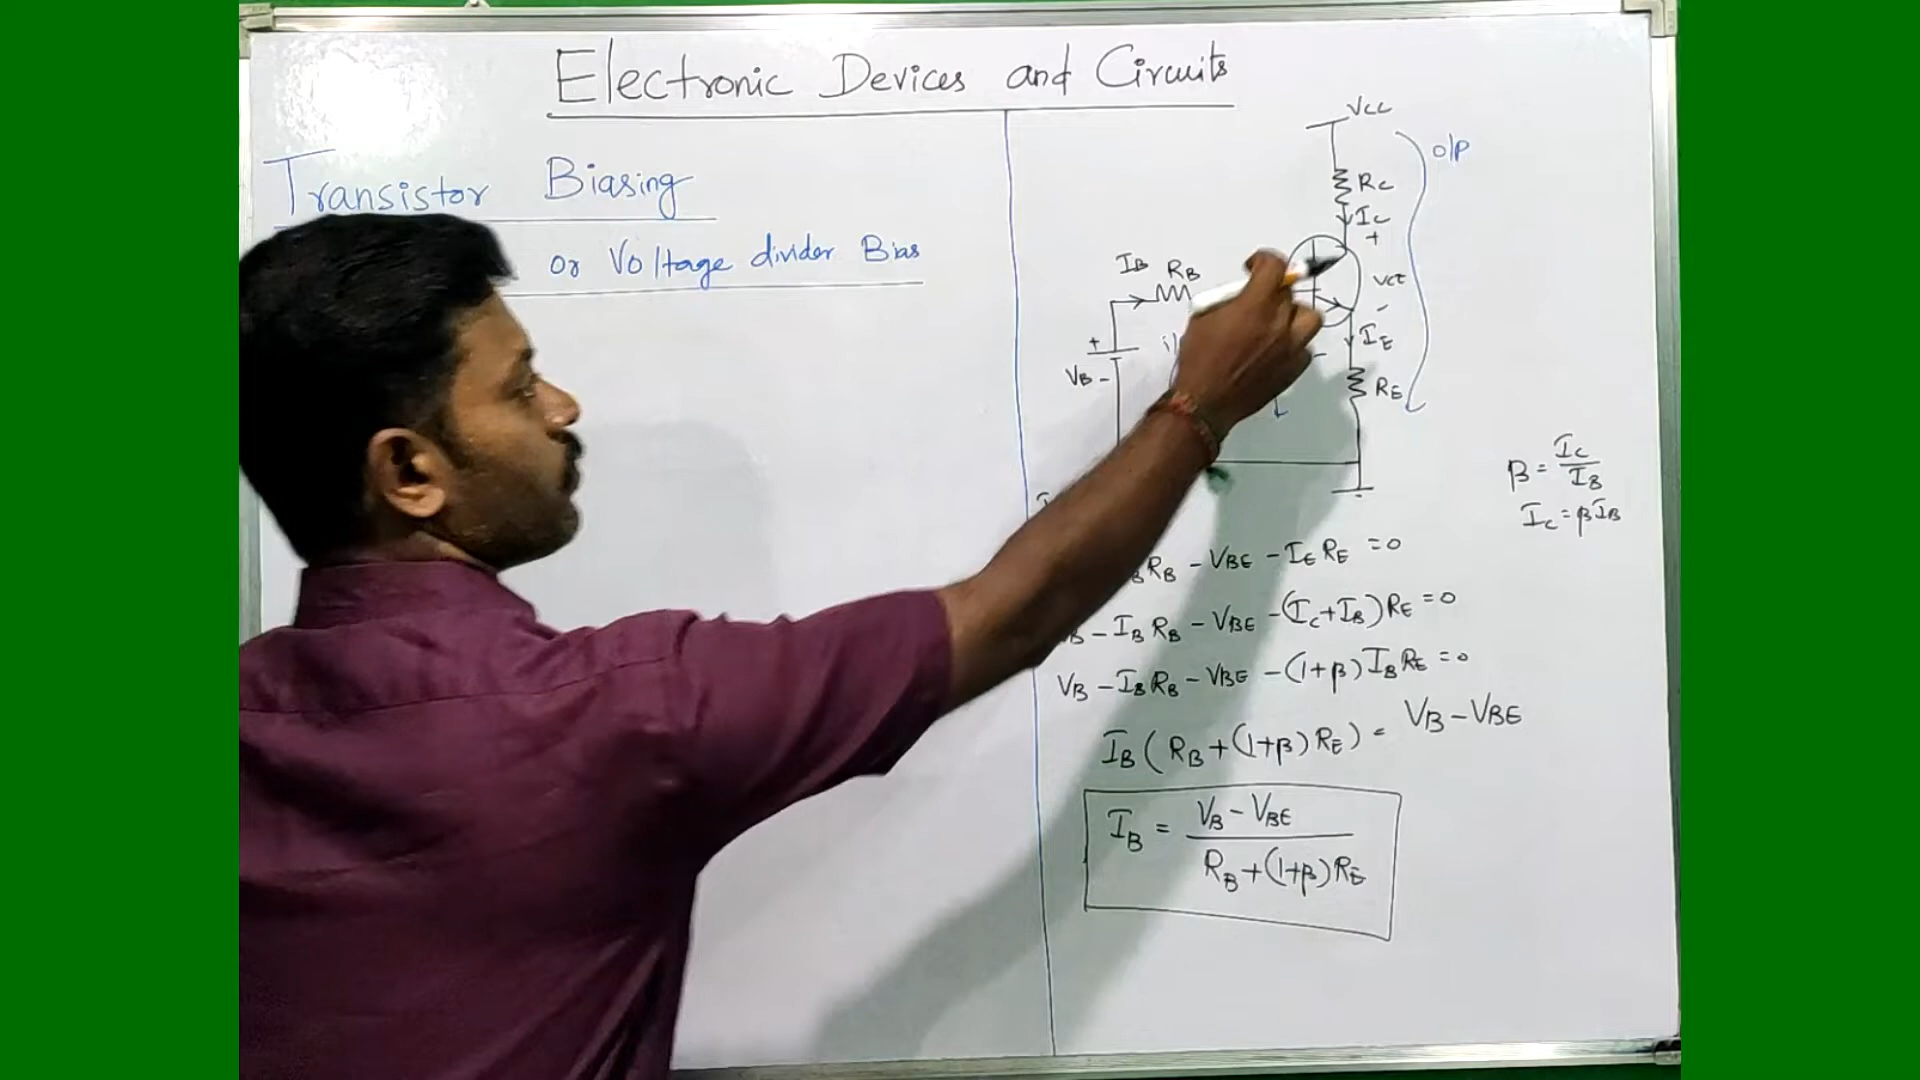 Electronic Devices and Circuits
Transistor Biasing
or Voltage divider Bias
VCC
o/p
RC
IC
+
IB RB
VCE
-
+
IE
VB -
RE
β = IC/IB
IC = βIB
RB - VBE - IE RE = 0
- IB RB - VBE - (IC + IB) RE = 0
VB - IB RB - VBE - (1+β) IB RE = 0
IB (RB + (1+β) RE) = VB - VBE
IB = VB - VBE / RB + (1+β) RE